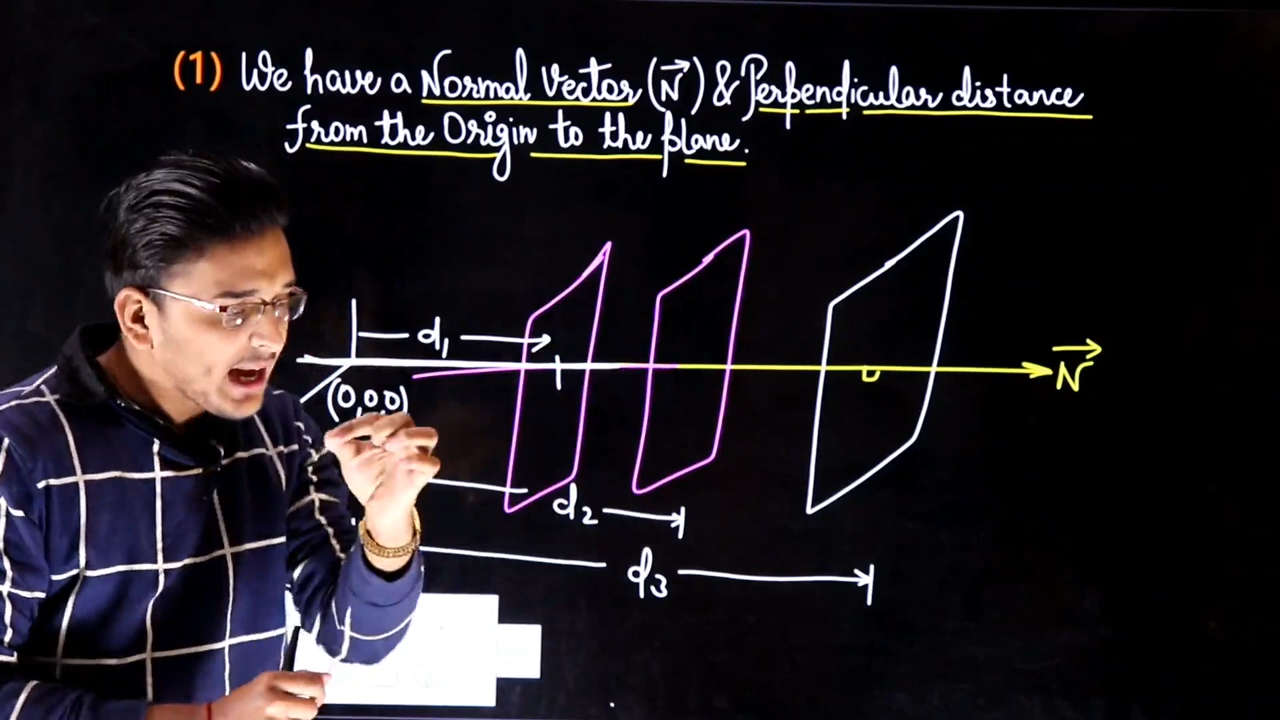 (1) We have a Normal Vector (N⃗) & Perpendicular distance
from the Origin to the plane.
d₁
N⃗
(0,0,0)
d₂
d₃